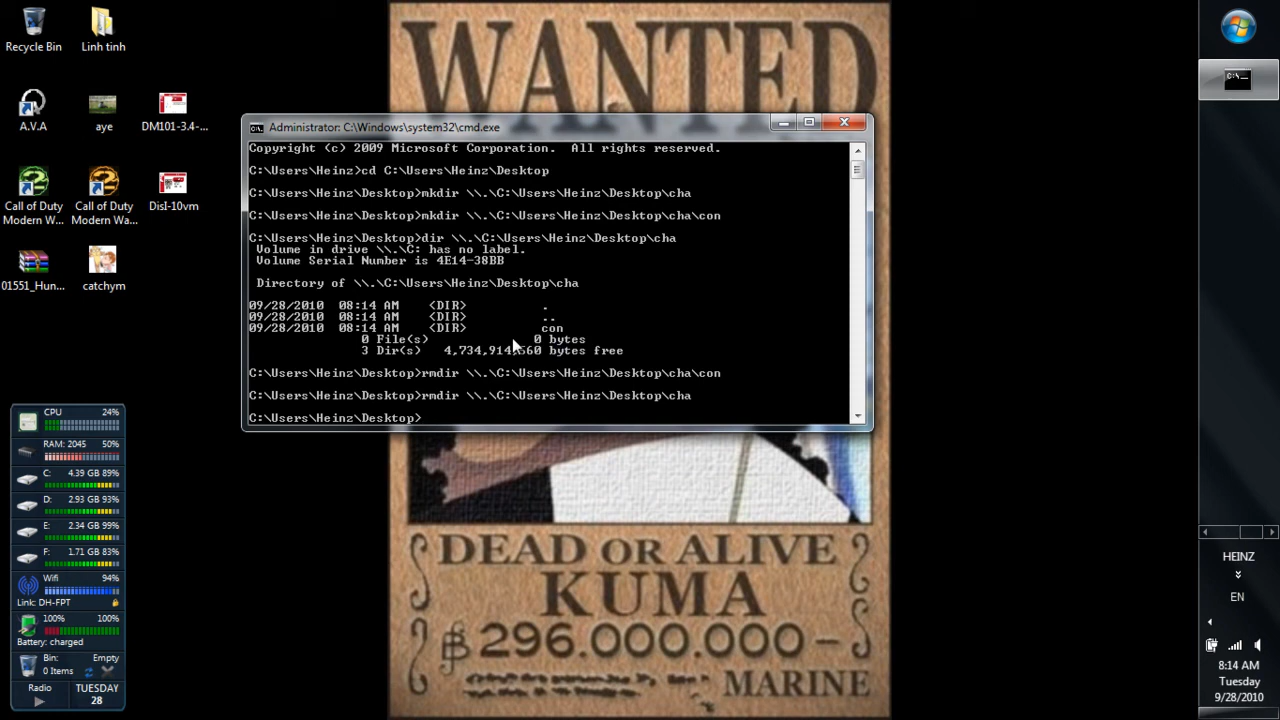 Recycle Bin
Linh tinh
A.V.A
aye
DM101-3.4-...
Call of Duty
Modern W...
Call of Duty
Modern Wa...
DisI-10vm
01551_Hun...
catchym
WANTED
Administrator: C:\Windows\system32\cmd.exe
Copyright (c) 2009 Microsoft Corporation.  All rights reserved.
C:\Users\Heinz>cd C:\Users\Heinz\Desktop
C:\Users\Heinz\Desktop>mkdir \\.\C:\Users\Heinz\Desktop\cha
C:\Users\Heinz\Desktop>mkdir \\.\C:\Users\Heinz\Desktop\cha\con
C:\Users\Heinz\Desktop>dir \\.\C:\Users\Heinz\Desktop\cha
Volume in drive \\.\C: has no label.
Volume Serial Number is 4E14-38BB
Directory of \\.\C:\Users\Heinz\Desktop\cha
09/28/2010  08:14 AM    <DIR>          .
09/28/2010  08:14 AM    <DIR>          ..
09/28/2010  08:14 AM    <DIR>          con
0 File(s)              0 bytes
3 Dir(s)   4,734,914,560 bytes free
C:\Users\Heinz\Desktop>rmdir \\.\C:\Users\Heinz\Desktop\cha\con
C:\Users\Heinz\Desktop>rmdir \\.\C:\Users\Heinz\Desktop\cha
C:\Users\Heinz\Desktop>
CPU 24%
RAM: 2045 50%
C: 4.39 GB 89%
D: 2.93 GB 93%
E: 2.34 GB 99%
F: 1.71 GB 83%
Wifi 94%
Link: DH-FPT
100% 100%
Battery: charged
Bin: Empty
0 Items
Radio
TUESDAY
28
DEAD OR ALIVE
KUMA
฿296.000.000-
MARINE
HEINZ
EN
8:14 AM
Tuesday
9/28/2010